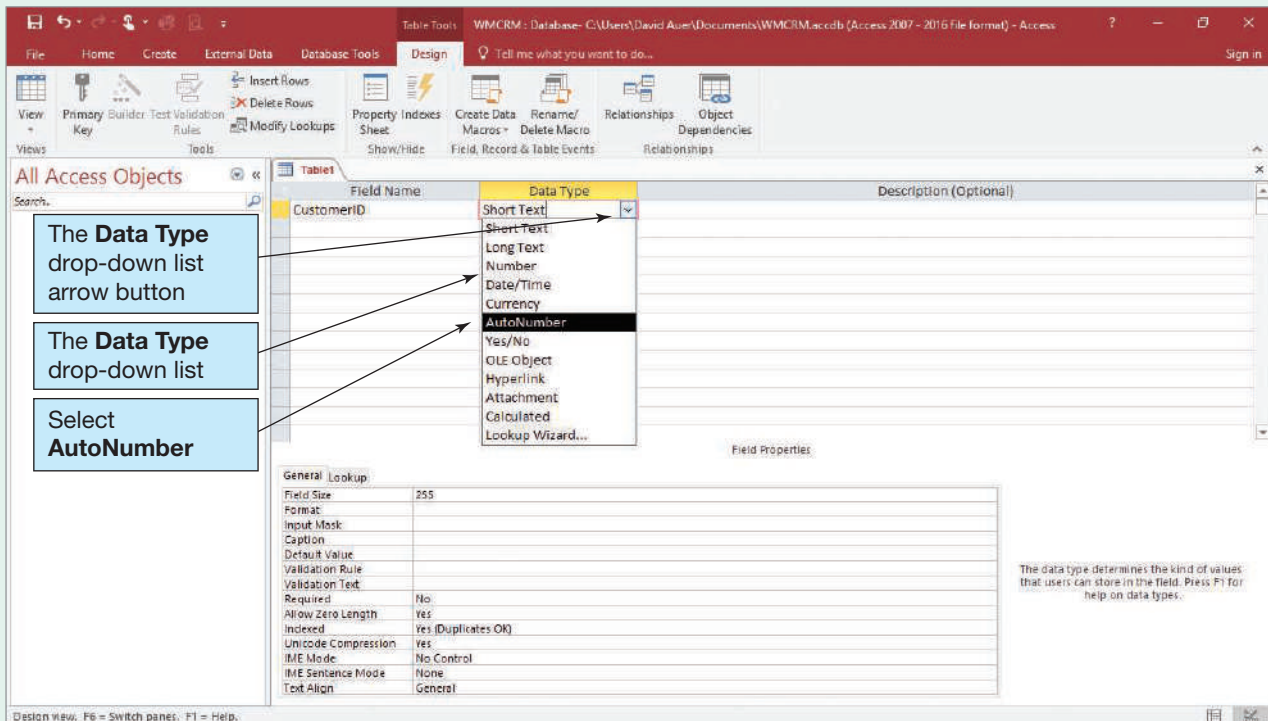 Table Tools WMCRM : Database- C:\Users\David Auer\Documents\WMCRM.accdb (Access 2007 - 2016 file format) - Access ?
File Home Create External Data Database Tools Design Tell me what you want to do... Sign in
View
Primary Key
Builder
Test Validation Rules
Insert Rows
Delete Rows
Modify Lookups
Property Sheet
Indexes
Create Data Macros
Rename/ Delete Macro
Relationships
Object Dependencies
Views Tools Show/Hide Field, Record & Table Events Relationships
All Access Objects
Search..
Table1
Field Name Data Type Description (Optional)
CustomerID Short Text
Short Text
Long Text
Number
Date/Time
Currency
AutoNumber
Yes/No
OLE Object
Hyperlink
Attachment
Calculated
Lookup Wizard...
The Data Type
drop-down list
arrow button
The Data Type
drop-down list
Select
AutoNumber
Field Properties
General Lookup
Field Size 255
Format
Input Mask
Caption
Default Value
Validation Rule
Validation Text
Required No
Allow Zero Length Yes
Indexed Yes (Duplicates OK)
Unicode Compression Yes
IME Mode No Control
IME Sentence Mode None
Text Align General
The data type determines the kind of values
that users can store in the field. Press F1 for
help on data types.
Design view. F6 = Switch panes. F1 = Help.